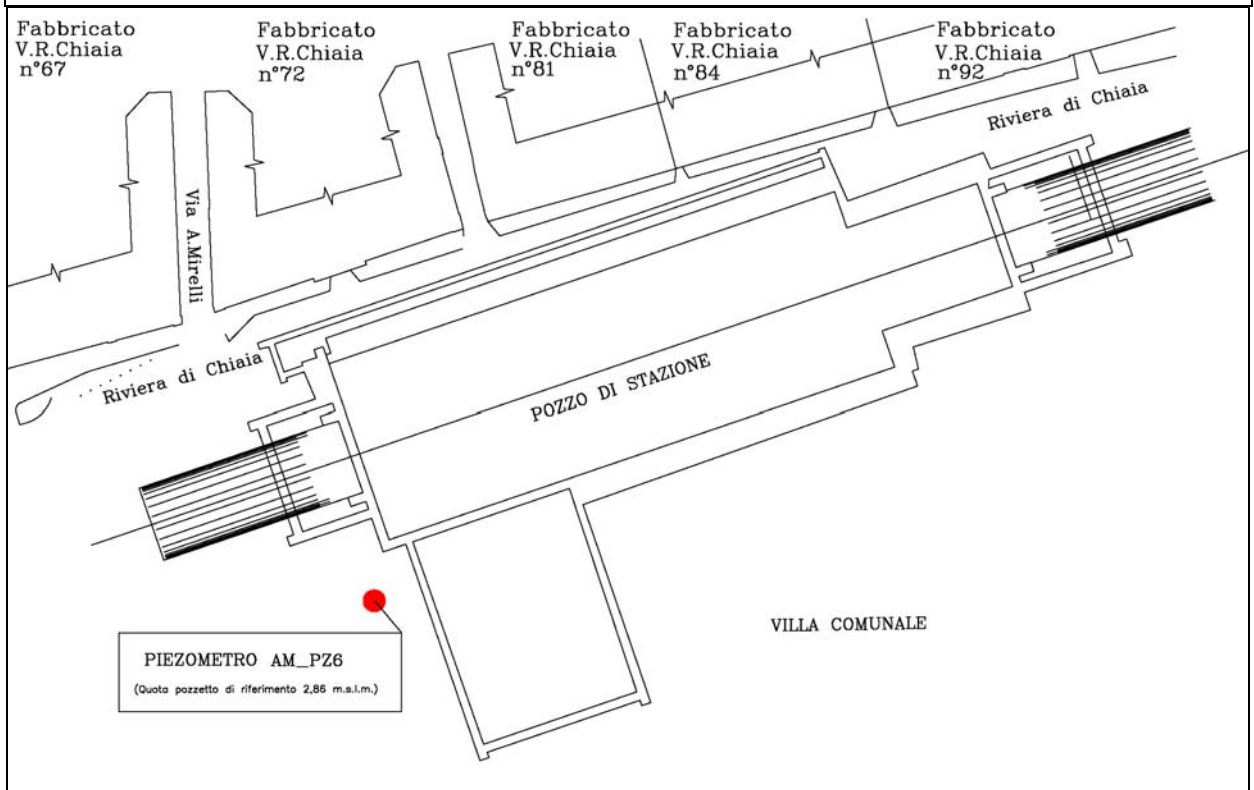 Fabbricato
V.R.Chiaia
n°67
Fabbricato
V.R.Chiaia
n°72
Fabbricato
V.R.Chiaia
n°81
Fabbricato
V.R.Chiaia
n°84
Fabbricato
V.R.Chiaia
n°92
Riviera di Chiaia
Via A.Mirelli
Riviera di Chiaia
POZZO DI STAZIONE
VILLA COMUNALE
PIEZOMETRO AM_PZ6
(Quota pozzetto di riferimento 2,86 m.s.l.m.)